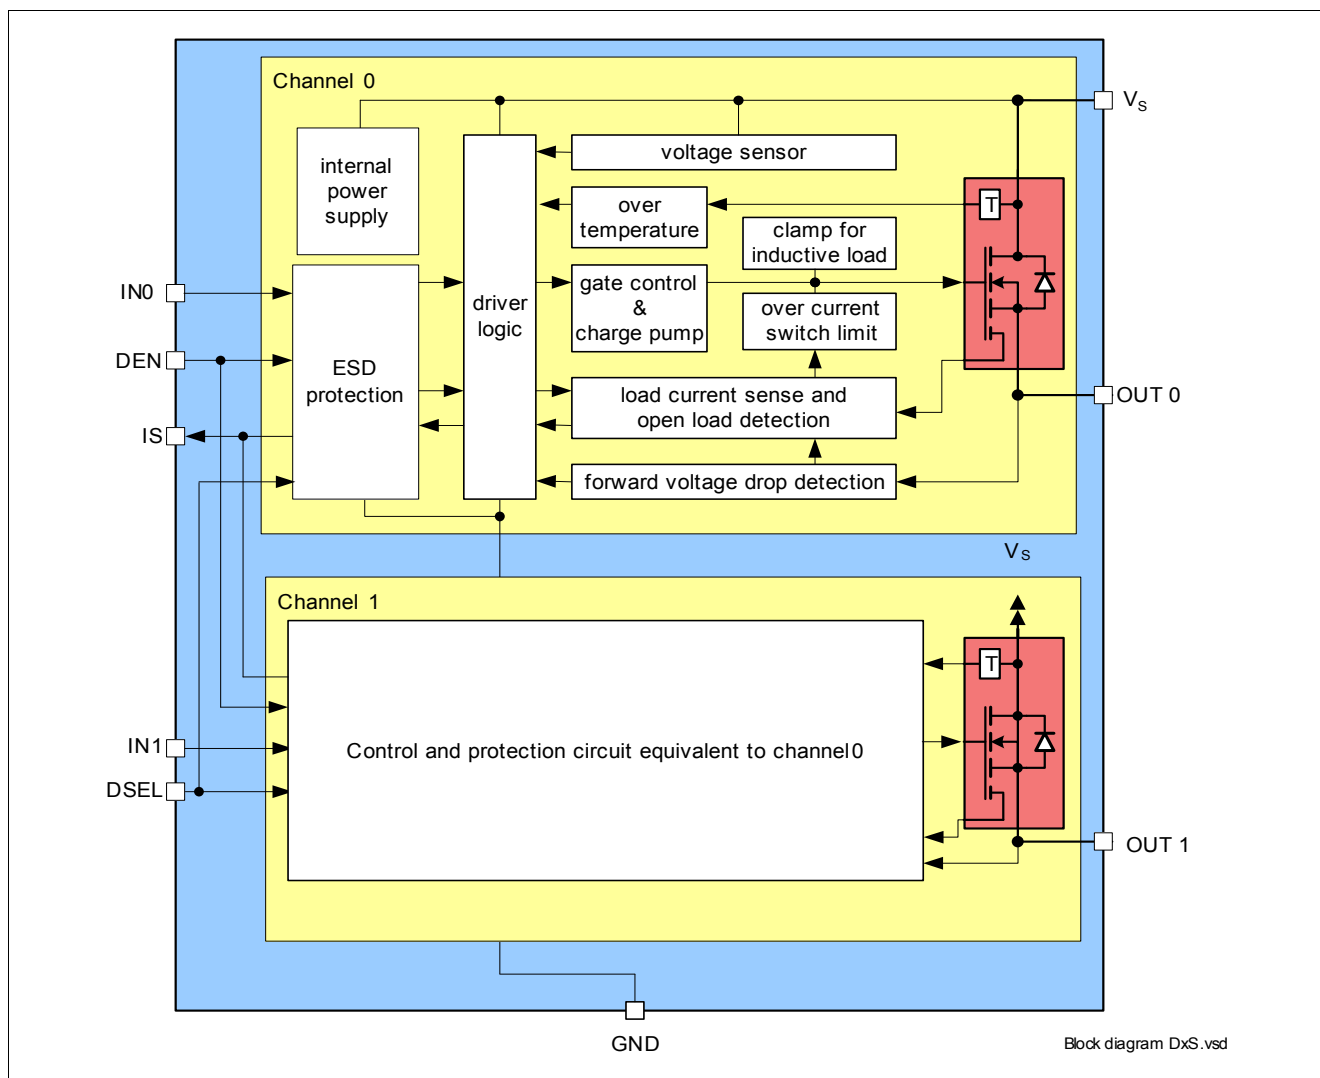 Channel 0
VS
internal
power
supply
voltage sensor
over
temperature
T
clamp for
inductive load
IN0
gate control
&
charge pump
over current
switch limit
driver
logic
DEN
ESD
protection
load current sense and
open load detection
OUT 0
IS
forward voltage drop detection
VS
Channel 1
T
IN1
Control and protection circuit equivalent to channel 0
DSEL
OUT 1
GND
Block diagram DxS.vsd